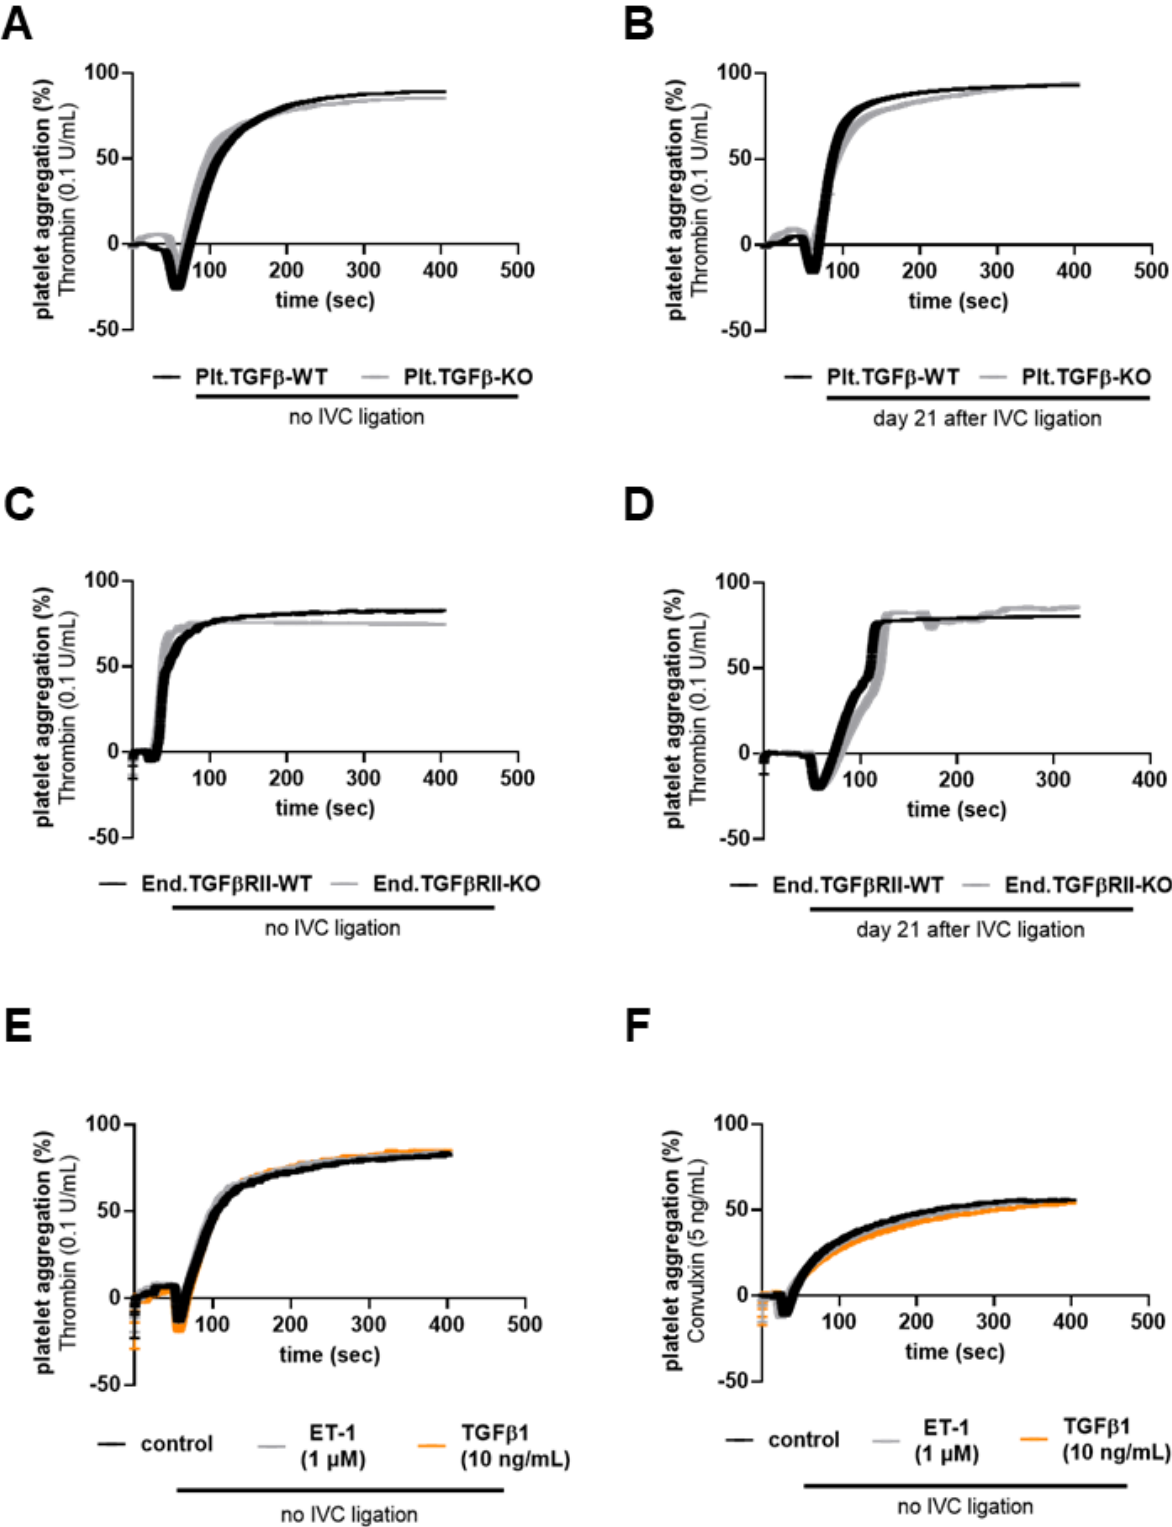 A
B
platelet aggregation (%)
Thrombin (0.1 U/mL)
100
50
0
-50
100 200 300 400 500
time (sec)
Plt.TGFβ-WT Plt.TGFβ-KO
no IVC ligation
platelet aggregation (%)
Thrombin (0.1 U/mL)
100
50
0
-50
100 200 300 400 500
time (sec)
Plt.TGFβ-WT Plt.TGFβ-KO
day 21 after IVC ligation
C
D
platelet aggregation (%)
Thrombin (0.1 U/mL)
100
50
0
-50
100 200 300 400 500
time (sec)
End.TGFβRII-WT End.TGFβRII-KO
no IVC ligation
platelet aggregation (%)
Thrombin (0.1 U/mL)
100
50
0
-50
100 200 300 400
time (sec)
End.TGFβRII-WT End.TGFβRII-KO
day 21 after IVC ligation
E
F
platelet aggregation (%)
Thrombin (0.1 U/mL)
100
50
0
-50
100 200 300 400 500
time (sec)
control ET-1 TGFβ1
(1 µM) (10 ng/mL)
no IVC ligation
platelet aggregation (%)
Convulxin (5 ng/mL)
100
50
0
-50
100 200 300 400 500
time (sec)
control ET-1 TGFβ1
(1 µM) (10 ng/mL)
no IVC ligation